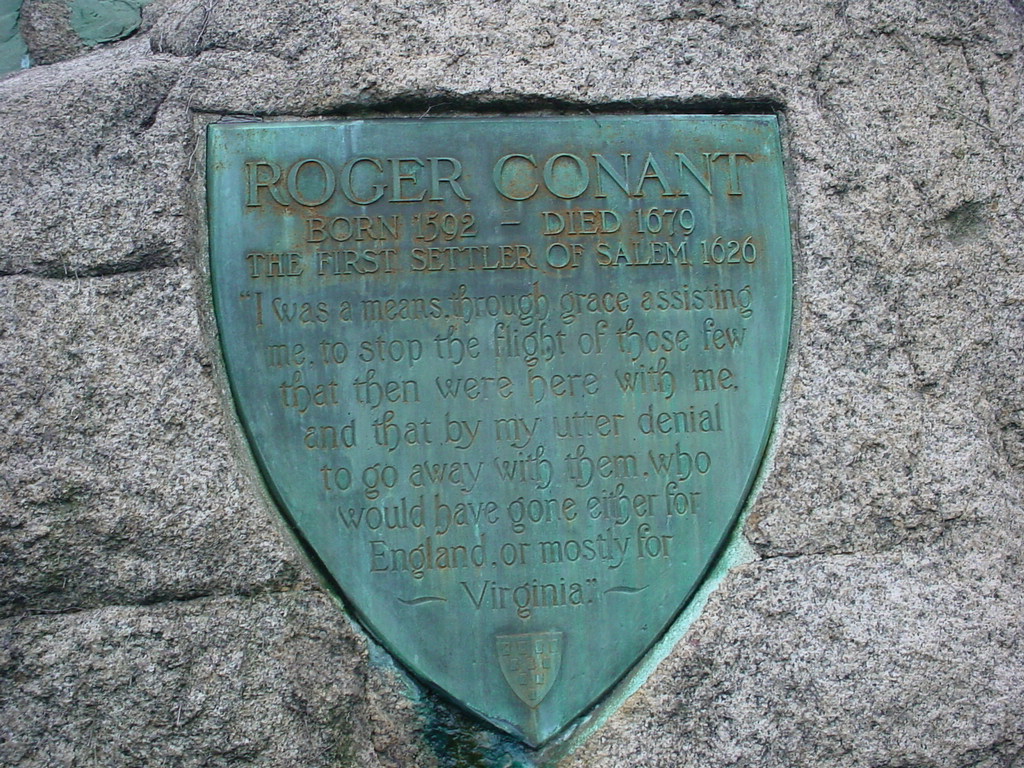 ROGER CONANT
BORN 1592 – DIED 1679
THE FIRST SETTLER OF SALEM 1626
"I was a means, through grace assisting
me, to stop the flight of those few
that then were here with me,
and that by my utter denial
to go away with them, who
would have gone either for
England, or mostly for
~ Virginia." ~